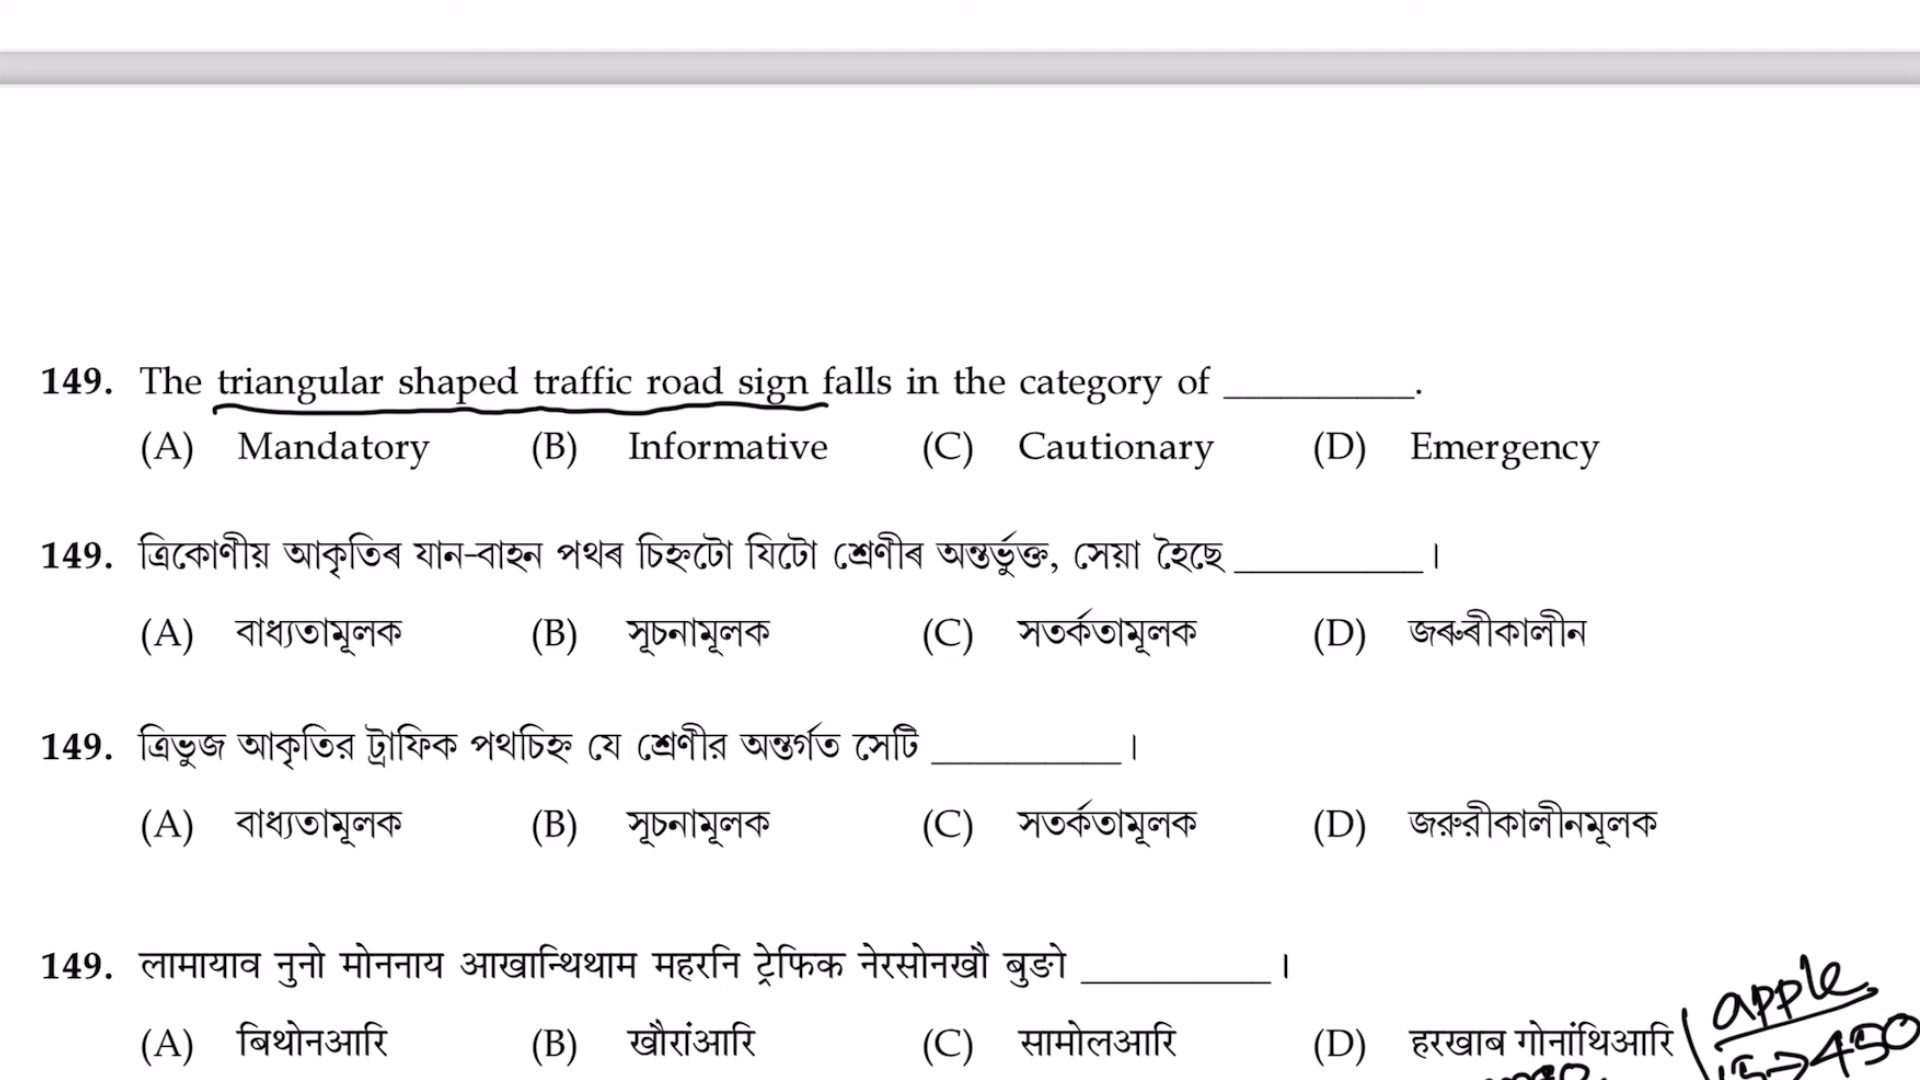 149. The triangular shaped traffic road sign falls in the category of __________.
(A) Mandatory (B) Informative (C) Cautionary (D) Emergency
149. ত্ৰিকোণীয় আকৃতিৰ যান-বাহন পথৰ চিহ্নটো যিটো শ্ৰেণীৰ অন্তৰ্ভুক্ত, সেয়া হৈছে __________ ।
(A) বাধ্যতামূলক (B) সূচনামূলক (C) সতৰ্কতামূলক (D) জৰুৰীকালীন
149. ত্রিভুজ আকৃতির ট্রাফিক পথচিহ্ন যে শ্রেণীর অন্তর্গত সেটি __________ ।
(A) বাধ্যতামূলক (B) সূচনামূলক (C) সতর্কতামূলক (D) জরুরীকালীনমূলক
149. लामायाव नुनो मोननाय आखान्थिथाम महरनि ट्रेफिक नेरसोनखौ बुङो __________ ।
(A) बिथोनआरि (B) खौरांआरि (C) सामोलआरि (D) हरखाब गोनांथिआरि
apple
15→450